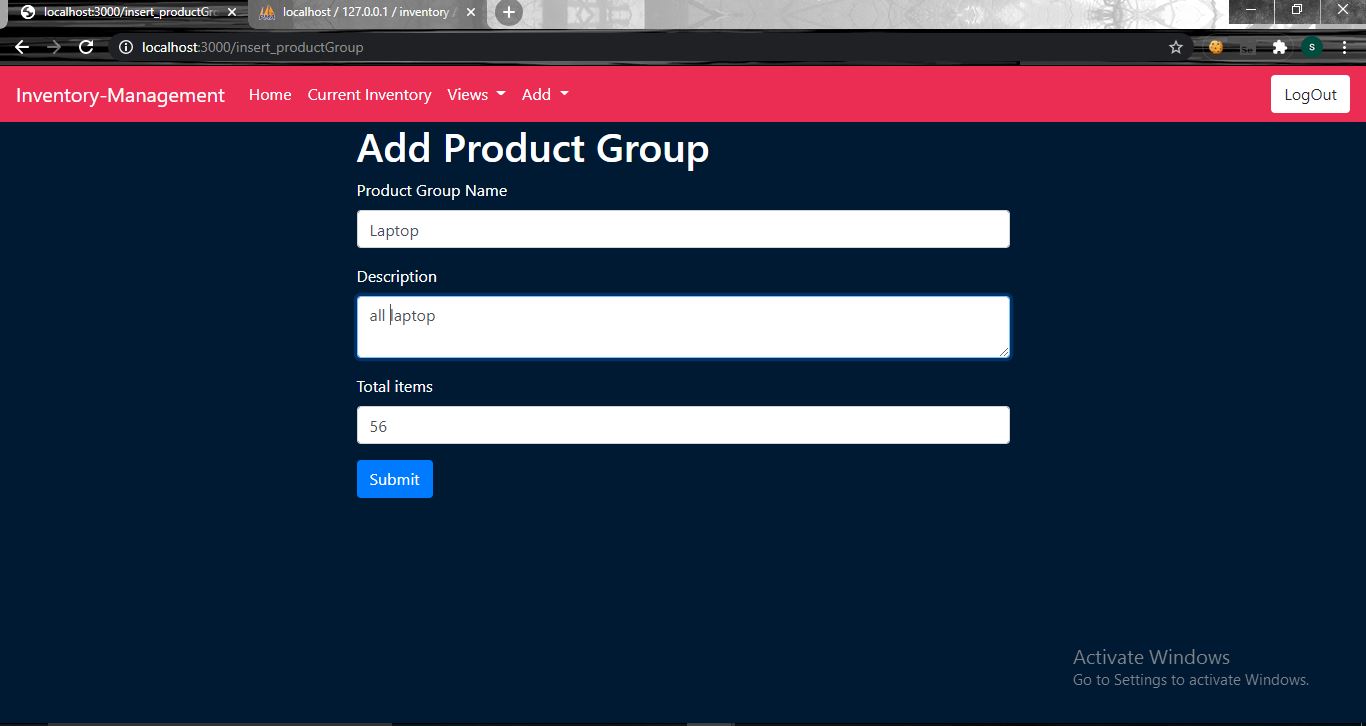 localhost:3000/insert_productGr
localhost / 127.0.0.1 / inventory /
localhost:3000/insert_productGroup
S
Inventory-Management Home Current Inventory Views Add LogOut
Add Product Group
Product Group Name
Laptop
Description
all laptop
Total items
56
Submit
Activate Windows
Go to Settings to activate Windows.